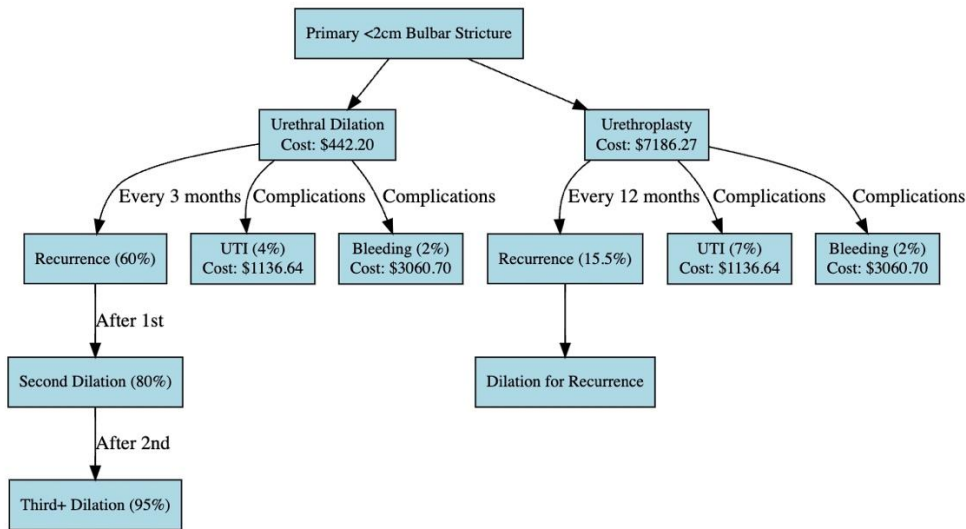 Primary <2cm Bulbar Stricture
Urethral Dilation
Cost: $442.20
Urethroplasty
Cost: $7186.27
Every 3 months
Complications
Complications
Every 12 months
Complications
Complications
Recurrence (60%)
UTI (4%)
Cost: $1136.64
Bleeding (2%)
Cost: $3060.70
Recurrence (15.5%)
UTI (7%)
Cost: $1136.64
Bleeding (2%)
Cost: $3060.70
After 1st
Second Dilation (80%)
Dilation for Recurrence
After 2nd
Third+ Dilation (95%)